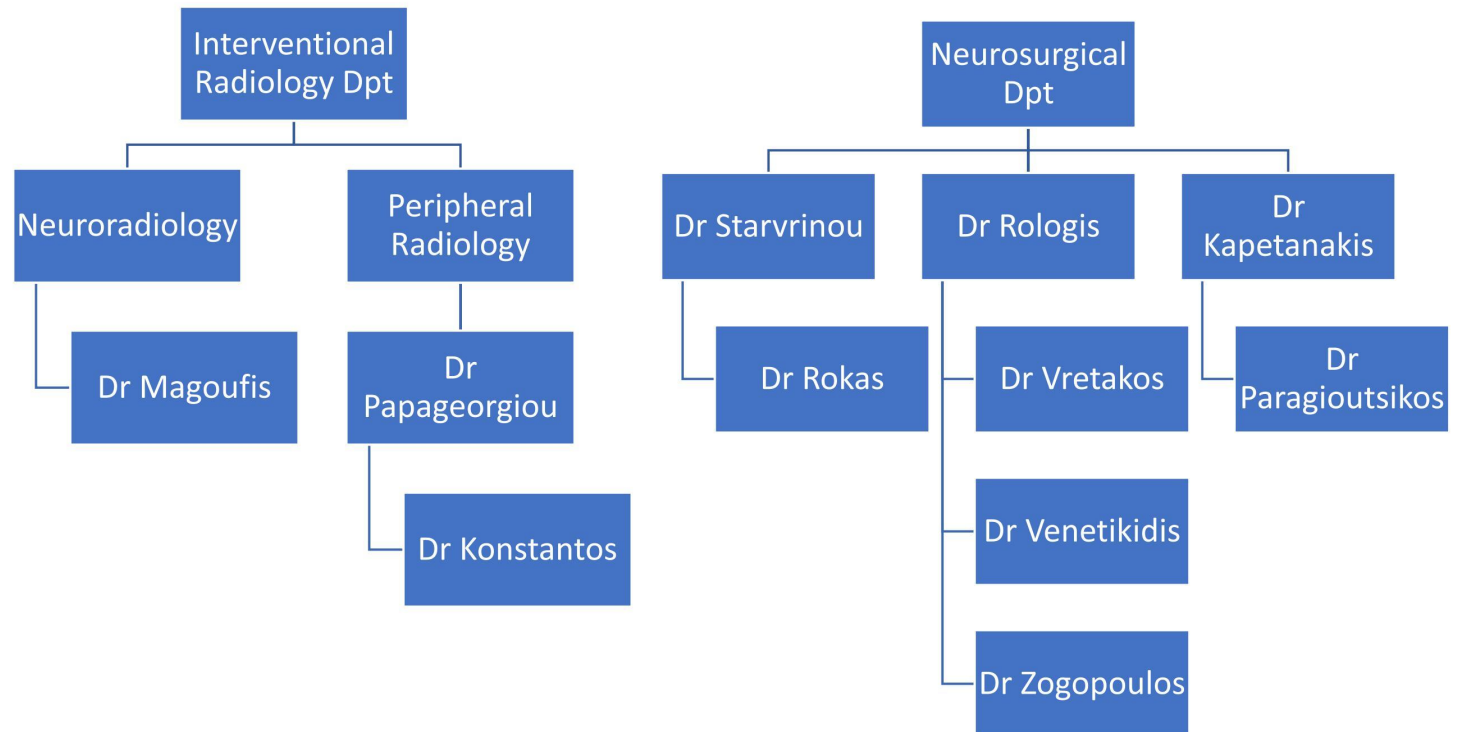 Interventional
Radiology Dpt
Neuroradiology
Peripheral
Radiology
Dr Magoufis
Dr
Papageorgiou
Dr Konstantos
Neurosurgical
Dpt
Dr Starvrinou
Dr Rologis
Dr
Kapetanakis
Dr Rokas
Dr Vretakos
Dr
Paragioutsikos
Dr Venetikidis
Dr Zogopoulos